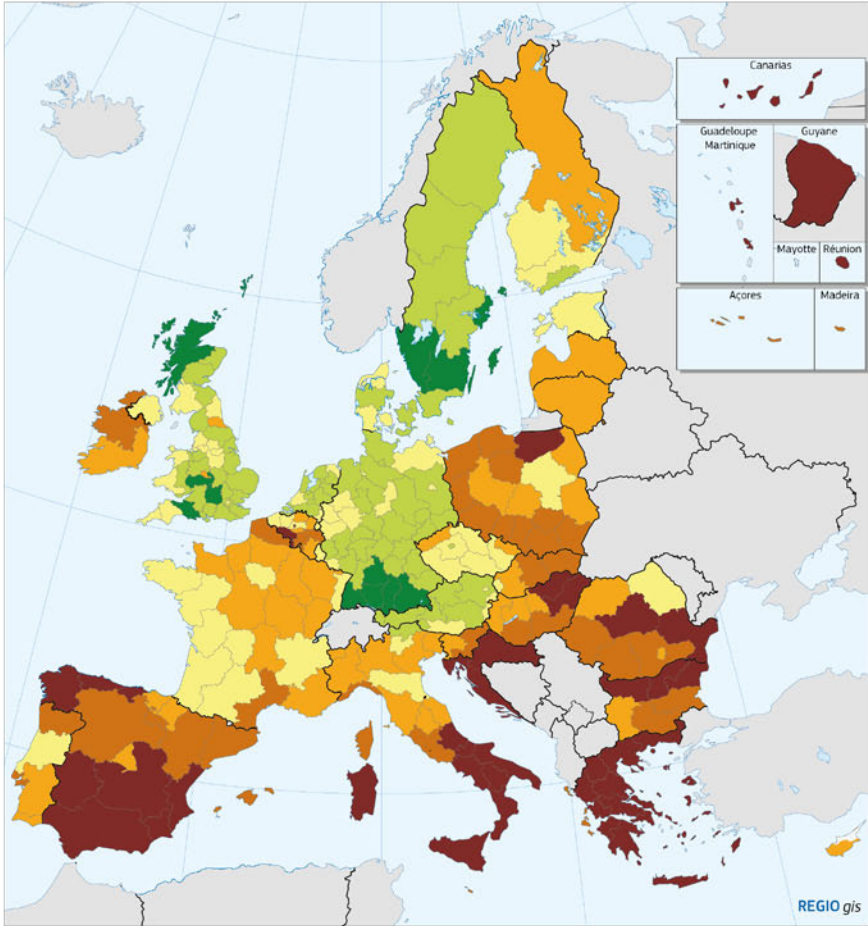 Canarias
Guadeloupe
Martinique
Guyane
Mayotte
Réunion
Açores
Madeira
REGIO gis